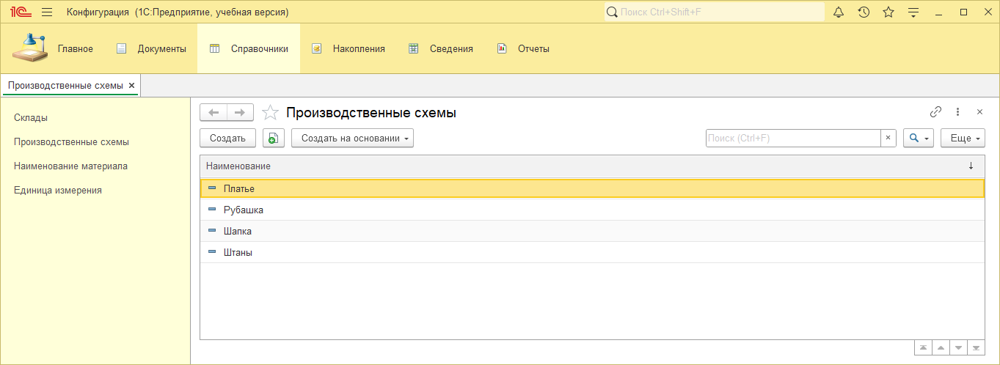 1С Конфигурация (1С:Предприятие, учебная версия) Поиск Ctrl+Shift+F
Главное Документы Справочники Накопления Сведения Отчеты
Производственные схемы ×
Склады
Производственные схемы
Наименование материала
Единица измерения
Производственные схемы
Создать Создать на основании Поиск (Ctrl+F) × Еще
Наименование ↓
Платье
Рубашка
Шапка
Штаны